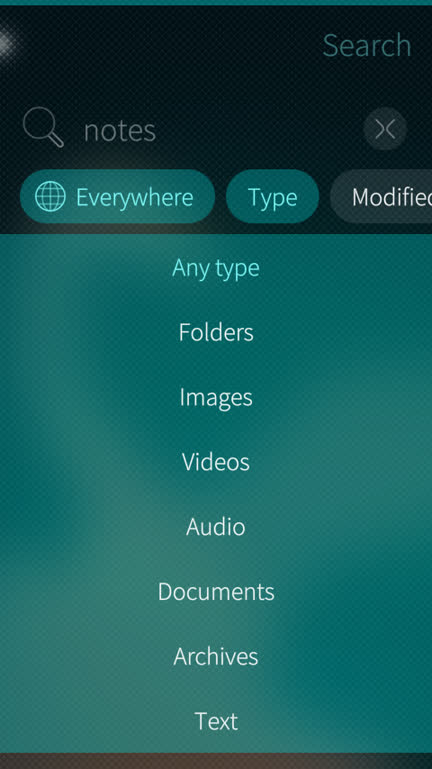 Search
notes
Everywhere Type Modified
Any type
Folders
Images
Videos
Audio
Documents
Archives
Text